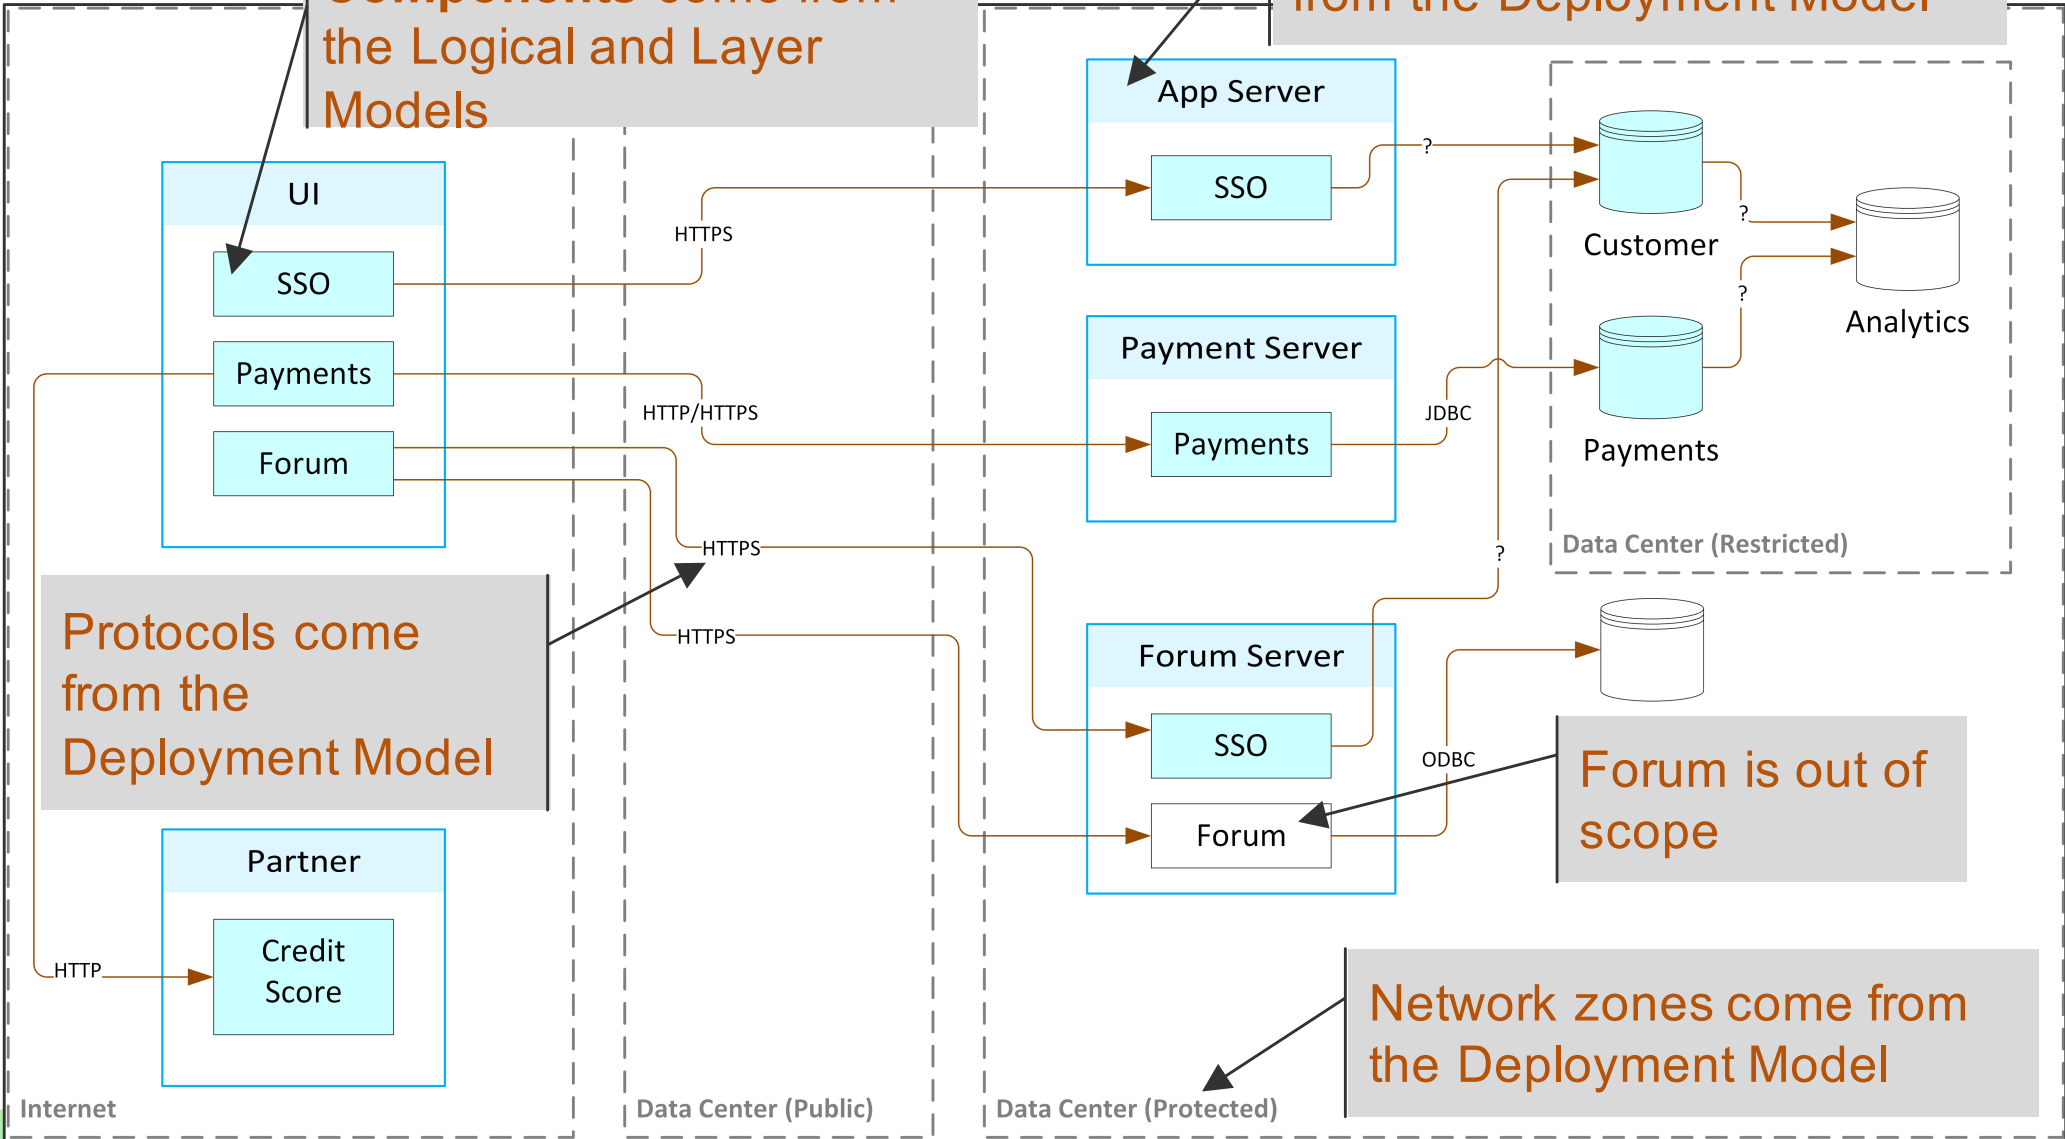 Components come from
the Logical and Layer
Models
from the Deployment Model
App Server
SSO
?
Customer
?
?
Analytics
UI
SSO
HTTPS
Payments
HTTP/HTTPS
Forum
Payment Server
Payments
JDBC
Payments
Data Center (Restricted)
HTTPS
HTTPS
?
Protocols come
from the
Deployment Model
Forum Server
SSO
Forum
ODBC
Forum is out of
scope
Partner
Credit
Score
HTTP
Network zones come from
the Deployment Model
Internet
Data Center (Public)
Data Center (Protected)